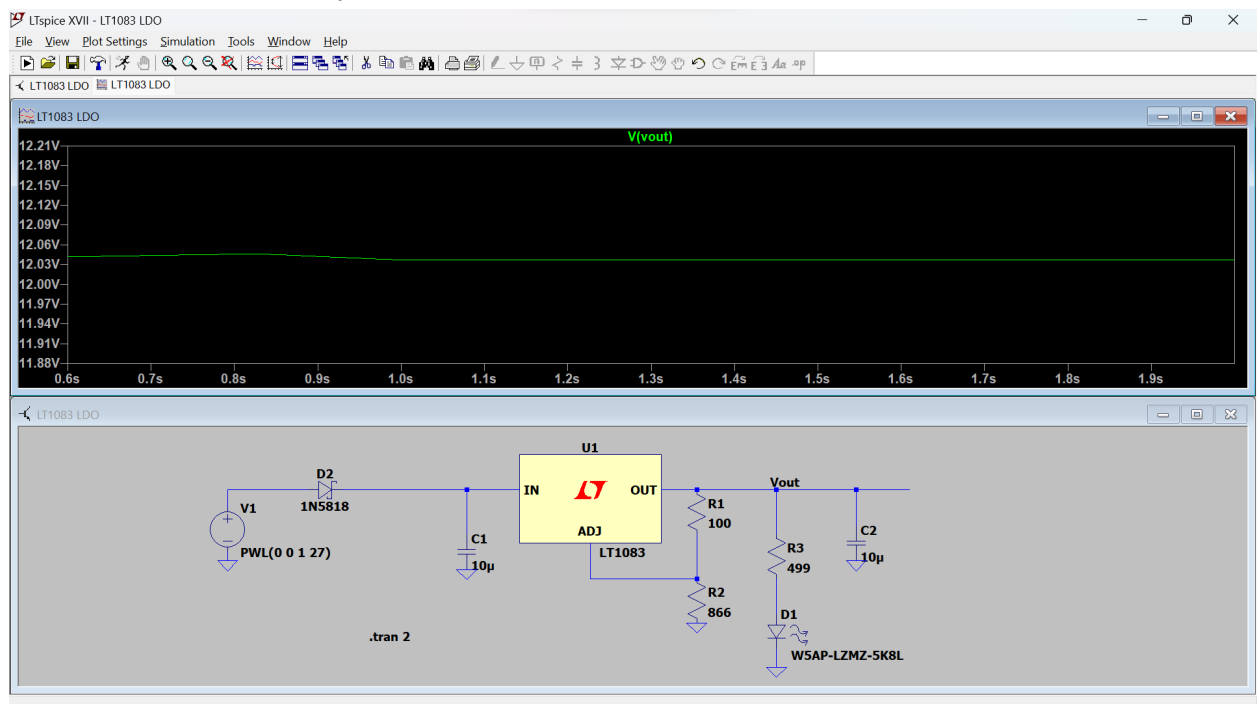 LTspice XVII - LT1083 LDO
File View Plot Settings Simulation Tools Window Help
LT1083 LDO LT1083 LDO
LT1083 LDO
V(vout)
12.21V
12.18V
12.15V
12.12V
12.09V
12.06V
12.03V
12.00V
11.97V
11.94V
11.91V
11.88V
0.6s 0.7s 0.8s 0.9s 1.0s 1.1s 1.2s 1.3s 1.4s 1.5s 1.6s 1.7s 1.8s 1.9s
LT1083 LDO
U1
D2
1N5818
IN LT OUT
ADJ
LT1083
V1
PWL(0 0 1 27)
C1
10µ
R1
100
R2
866
Vout
R3
499
C2
10µ
D1
W5AP-LZMZ-5K8L
.tran 2